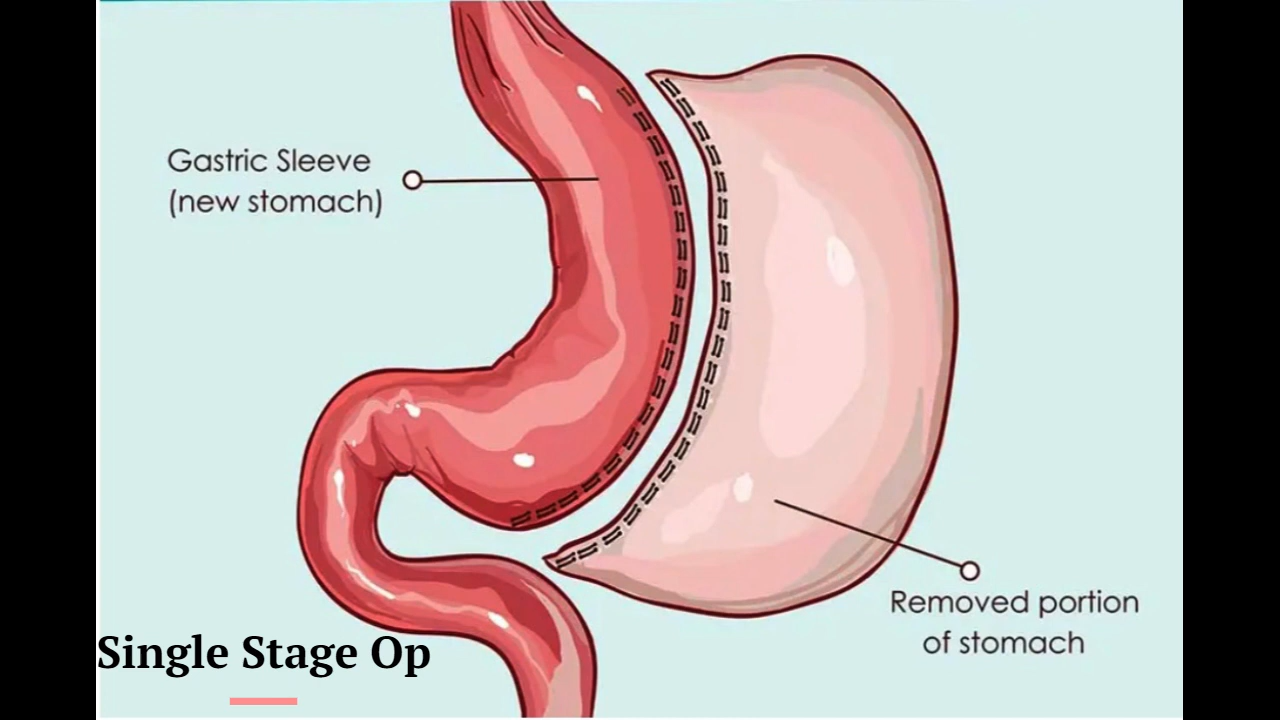 Gastric Sleeve
(new stomach)
Removed portion
of stomach
Single Stage Op